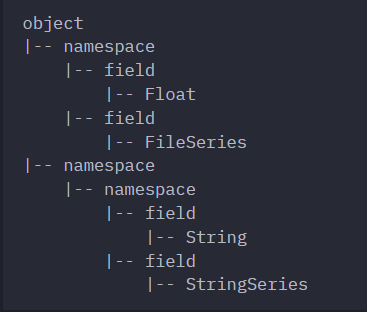 object
|-- namespace
    |-- field
        |-- Float
    |-- field
        |-- FileSeries
|-- namespace
    |-- namespace
        |-- field
            |-- String
        |-- field
            |-- StringSeries